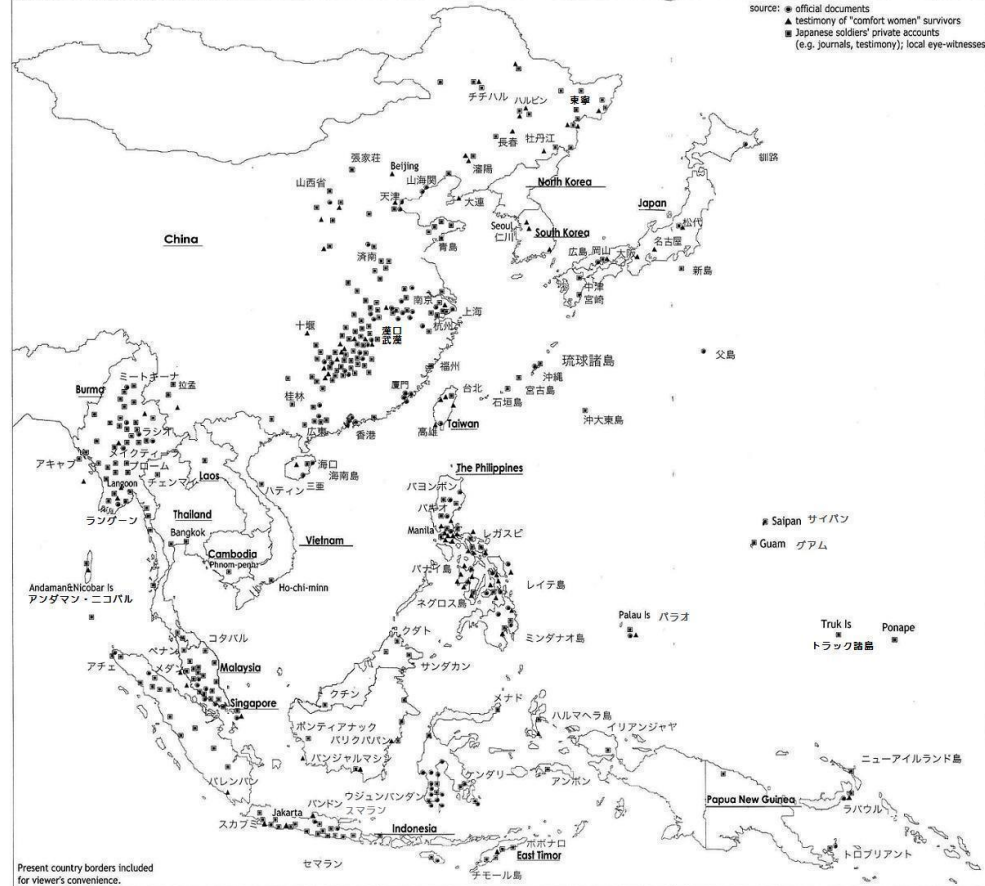 source: ◉ official documents
▲ testimony of "comfort women" survivors
▣ Japanese soldiers' private accounts
(e.g. journals, testimony); local eye-witnesses
チチハル
ハルビン
東寧
長春
牡丹江
釧路
張家荘
Beijing
瀋陽
山西省
山海関
North Korea
天津
大連
Japan
松代
Seoul
仁川
South Korea
China
青島
名古屋
広島
岡山
大阪
済南
新島
中津
宮崎
南京
上海
十堰
漢口
武漢
杭州
父島
福州
琉球諸島
ミートキーナ
拉孟
沖縄
Burma
桂林
厦門
台北
宮古島
石垣島
沖大東島
ラシオ
広東
香港
高雄
Taiwan
メイクティーラ
アキャブ
プローム
海口
海南島
The Philippines
チェンマイ
Laos
三亜
Langoon
ハティン
バヨンボン
ラングーン
バギオ
Thailand
Saipan サイパン
Bangkok
Vietnam
Manila
レガスピ
Guam グアム
Cambodia
Phnom-penh
パナイ島
Ho-chi-minn
レイテ島
Andaman&Nicobar Is
アンダマン・ニコバル
ネグロス島
Palau Is パラオ
Truk Is
Ponape
トラック諸島
ミンダナオ島
クダト
コタバル
ペナン
アチェ
メダン
Malaysia
サンダカン
Singapore
クチン
メナド
ハルマヘラ島
ポンティアナック
イリアンジャヤ
バリクパパン
バンジャルマシン
ニューアイルランド島
パレンバン
ケンダリー
アンボン
ウジュンパンダン
Papua New Guinea
ラバウル
Jakarta
バンドン
スマラン
スカブミ
Indonesia
ボボナロ
East Timor
トロブリアント
セマラン
チモール島
Present country borders included
for viewer's convenience.